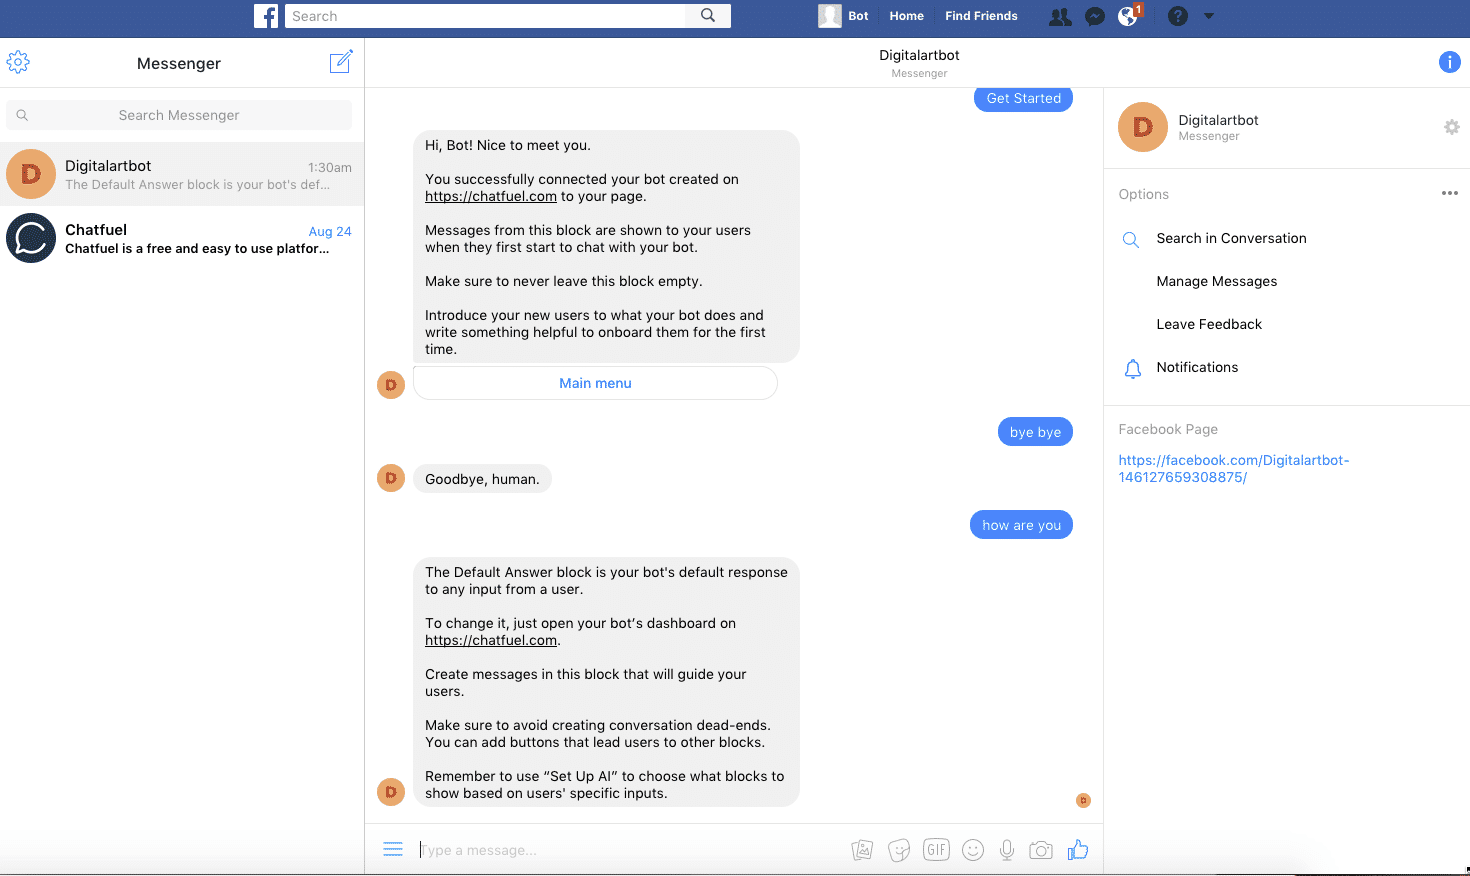 Search
Bot
Home
Find Friends
1
?
Messenger
Search Messenger
D
Digitalartbot
1:30am
The Default Answer block is your bot's def...
Chatfuel
Aug 24
Chatfuel is a free and easy to use platfor...
Digitalartbot
Messenger
Get Started
Hi, Bot! Nice to meet you.
You successfully connected your bot created on
https://chatfuel.com to your page.
Messages from this block are shown to your users
when they first start to chat with your bot.
Make sure to never leave this block empty.
Introduce your new users to what your bot does and
write something helpful to onboard them for the first
time.
D
Main menu
bye bye
D
Goodbye, human.
how are you
The Default Answer block is your bot's default response
to any input from a user.
To change it, just open your bot’s dashboard on
https://chatfuel.com.
Create messages in this block that will guide your
users.
Make sure to avoid creating conversation dead-ends.
You can add buttons that lead users to other blocks.
Remember to use “Set Up AI” to choose what blocks to
show based on users' specific inputs.
D
D
Type a message...
GIF
D
Digitalartbot
Messenger
Options
Search in Conversation
Manage Messages
Leave Feedback
Notifications
Facebook Page
https://facebook.com/Digitalartbot-
146127659308875/